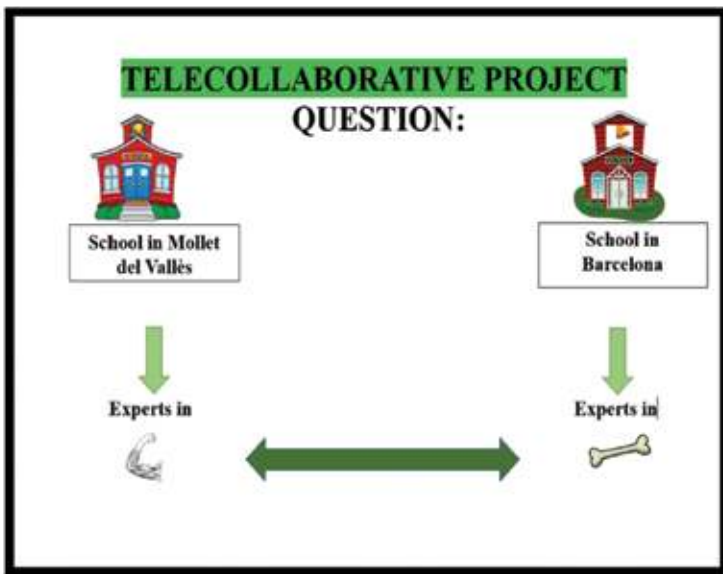 TELECOLLABORATIVE PROJECT
QUESTION:
School in Mollet
del Vallès
School in
Barcelona
Experts in
Experts in